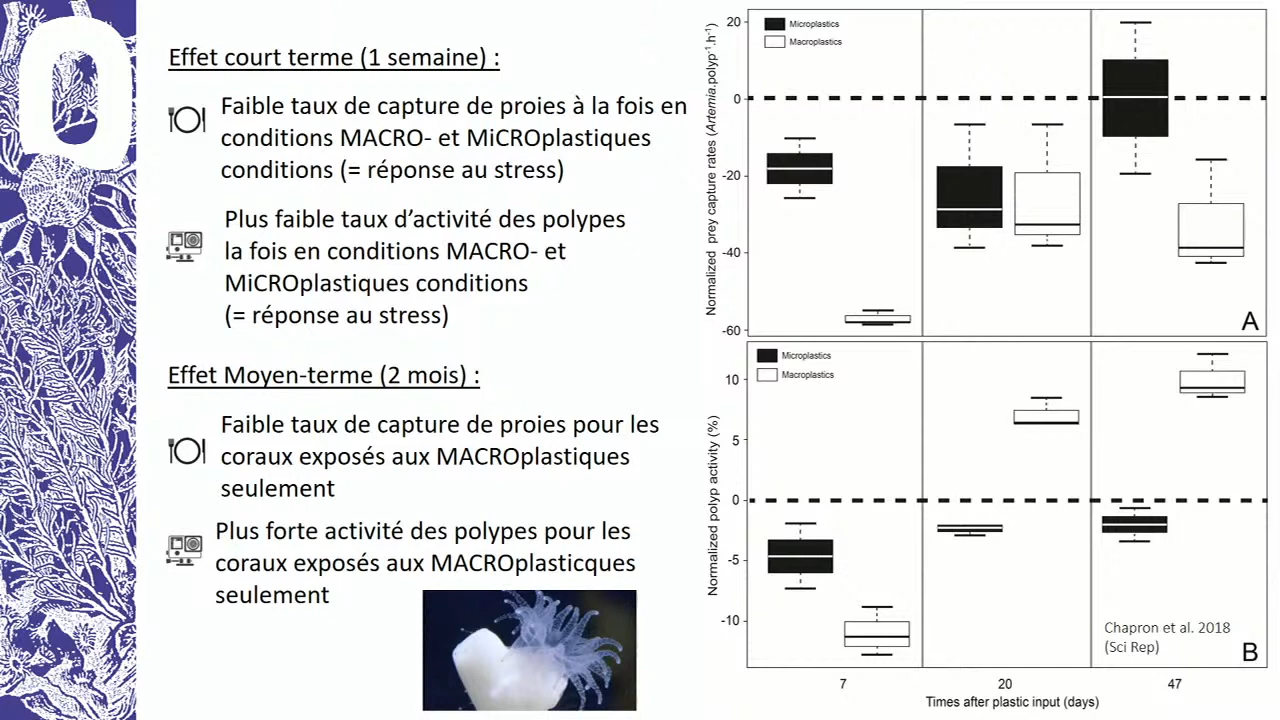 Effet court terme (1 semaine) :
Faible taux de capture de proies à la fois en
conditions MACRO- et MiCROplastiques
conditions (= réponse au stress)
Plus faible taux d’activité des polypes
la fois en conditions MACRO- et
MiCROplastiques conditions
(= réponse au stress)
Effet Moyen-terme (2 mois) :
Faible taux de capture de proies pour les
coraux exposés aux MACROplastiques
seulement
Plus forte activité des polypes pour les
coraux exposés aux MACROplasticques
seulement
Normalized prey capture rates (Artemia.polyp⁻¹.h⁻¹)
20
0
-20
-40
-60
Microplastics
Macroplastics
A
Normalized polyp activity (%)
10
5
0
-5
-10
Microplastics
Macroplastics
Chapron et al. 2018
(Sci Rep)
B
7
20
47
Times after plastic input (days)